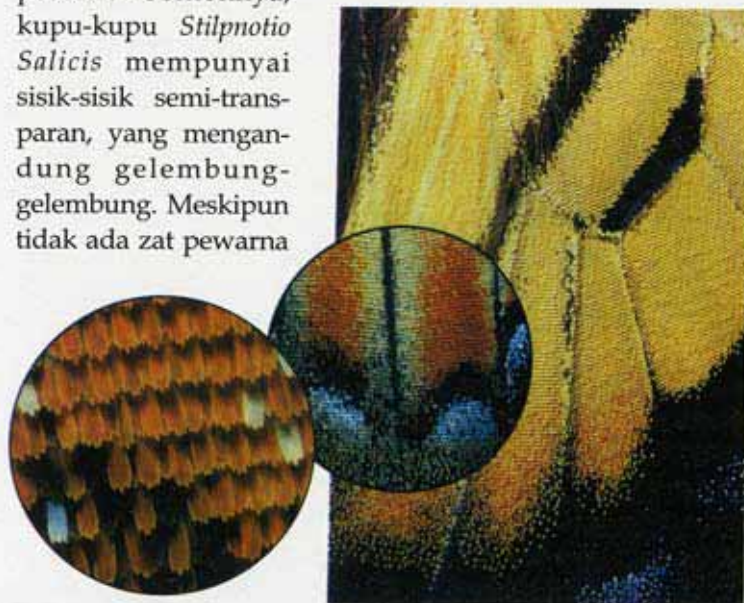 kupu-kupu Stilpnotio
Salicis mempunyai
sisik-sisik semi-trans-
paran, yang mengan-
dung gelembung-
gelembung. Meskipun
tidak ada zat pewarna